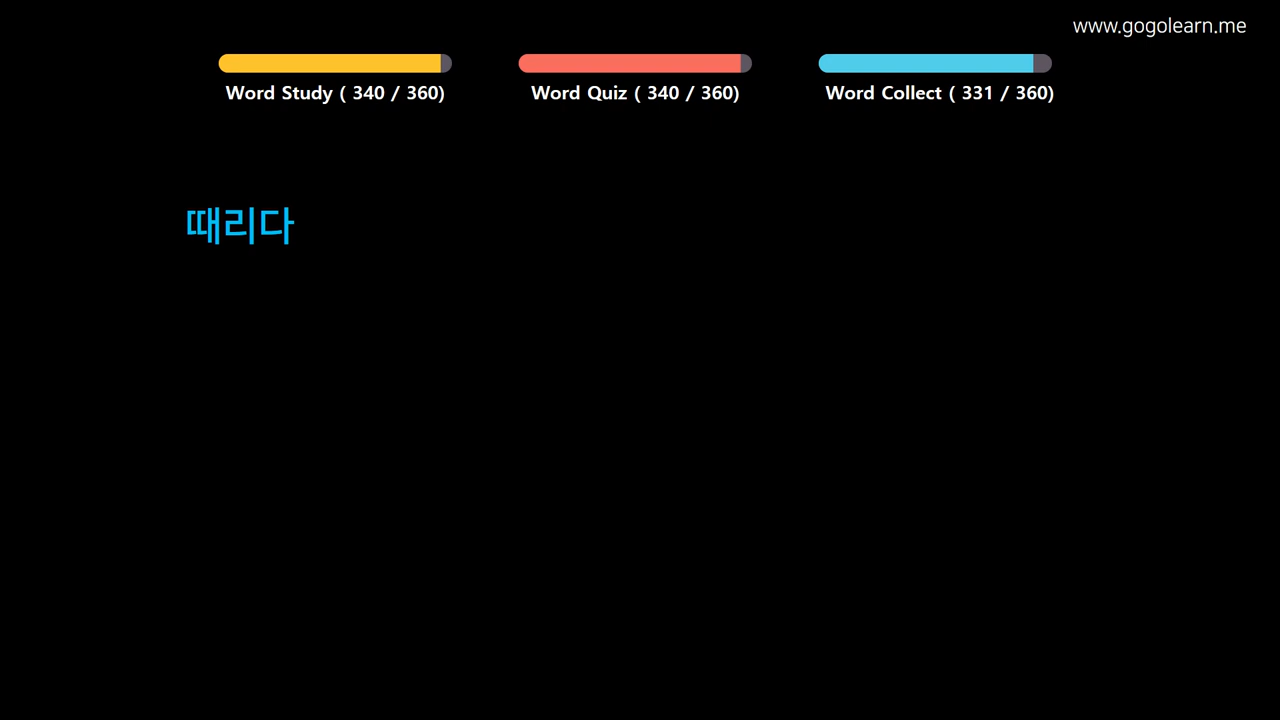 www.gogolearn.me
Word Study ( 340 / 360)
Word Quiz ( 340 / 360)
Word Collect ( 331 / 360)
때리다